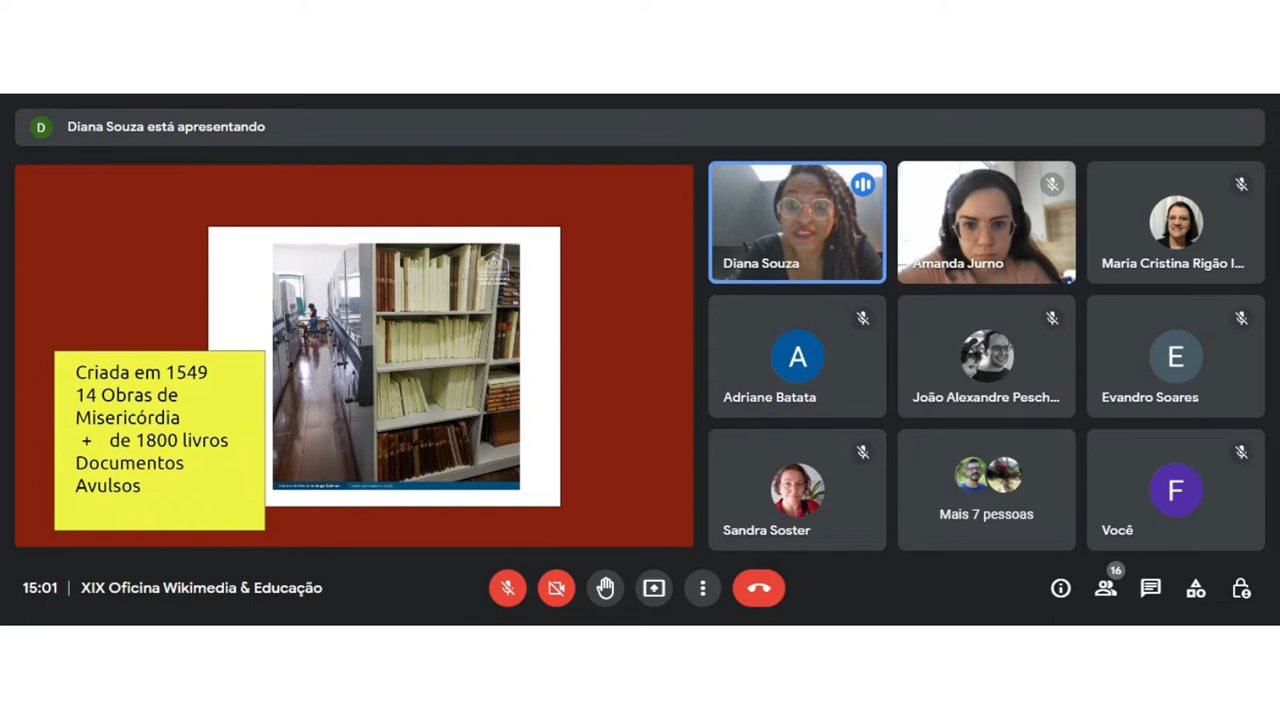 D
Diana Souza está apresentando
Criada em 1549
14 Obras de
Misericórdia
+ de 1800 livros
Documentos
Avulsos
Diana Souza
Amanda Jurno
Maria Cristina Rigão I...
A
Adriane Batata
João Alexandre Pesch...
E
Evandro Soares
Sandra Soster
Mais 7 pessoas
F
Você
15:01 | XIX Oficina Wikimedia & Educação
16